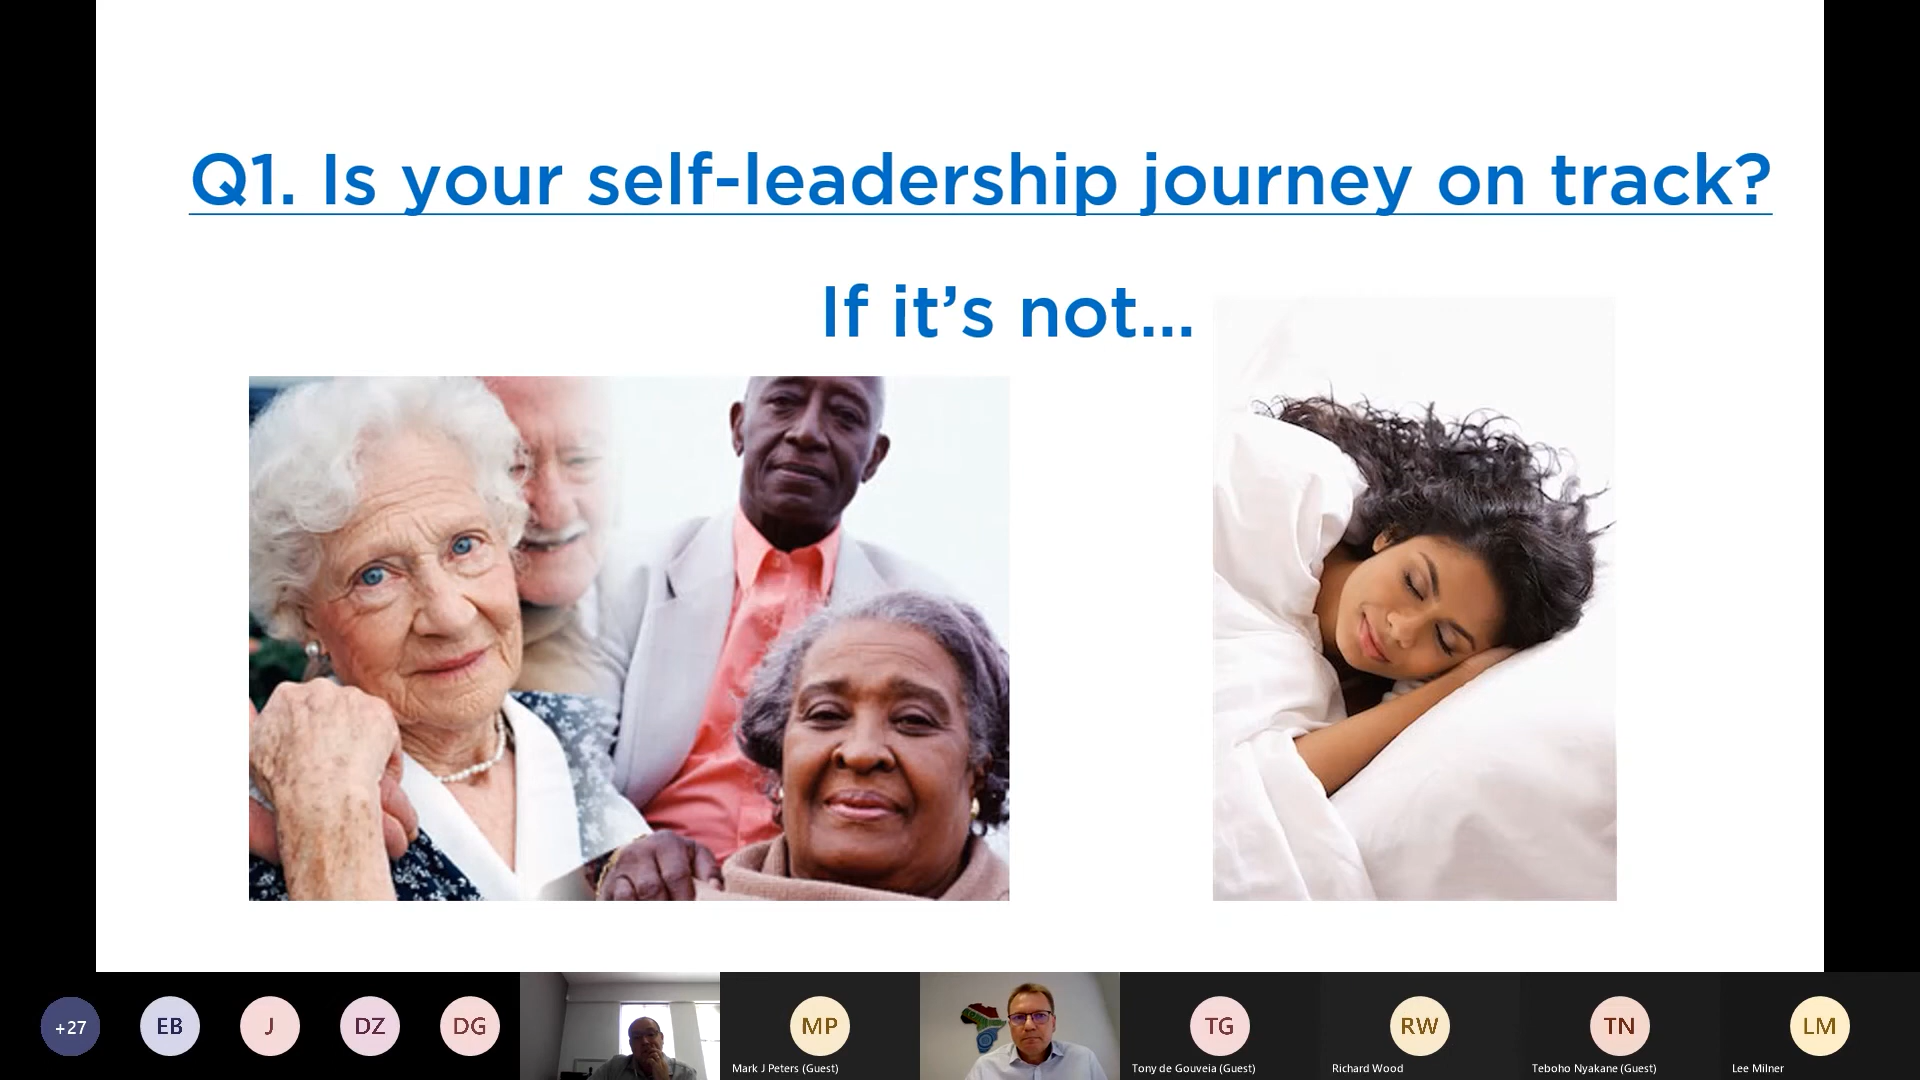 Q1. Is your self-leadership journey on track?
If it’s not...
+27
EB
J
DZ
DG
MP
Mark J Peters (Guest)
TG
Tony de Gouveia (Guest)
RW
Richard Wood
TN
Teboho Nyakane (Guest)
LM
Lee Milner